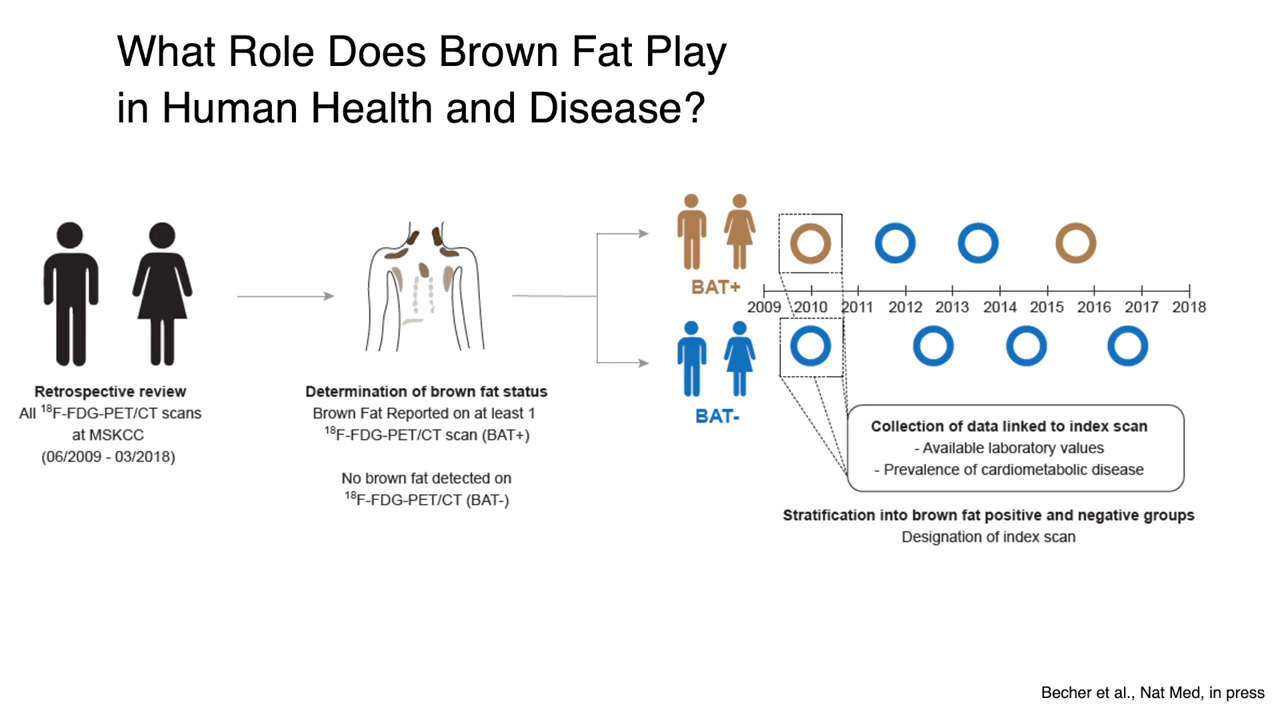 What Role Does Brown Fat Play
in Human Health and Disease?
Retrospective review
All 18F-FDG-PET/CT scans
at MSKCC
(06/2009 - 03/2018)
Determination of brown fat status
Brown Fat Reported on at least 1
18F-FDG-PET/CT scan (BAT+)
No brown fat detected on
18F-FDG-PET/CT (BAT-)
BAT+
2009 2010 2011 2012 2013 2014 2015 2016 2017 2018
BAT-
Collection of data linked to index scan
- Available laboratory values
- Prevalence of cardiometabolic disease
Stratification into brown fat positive and negative groups
Designation of index scan
Becher et al., Nat Med, in press